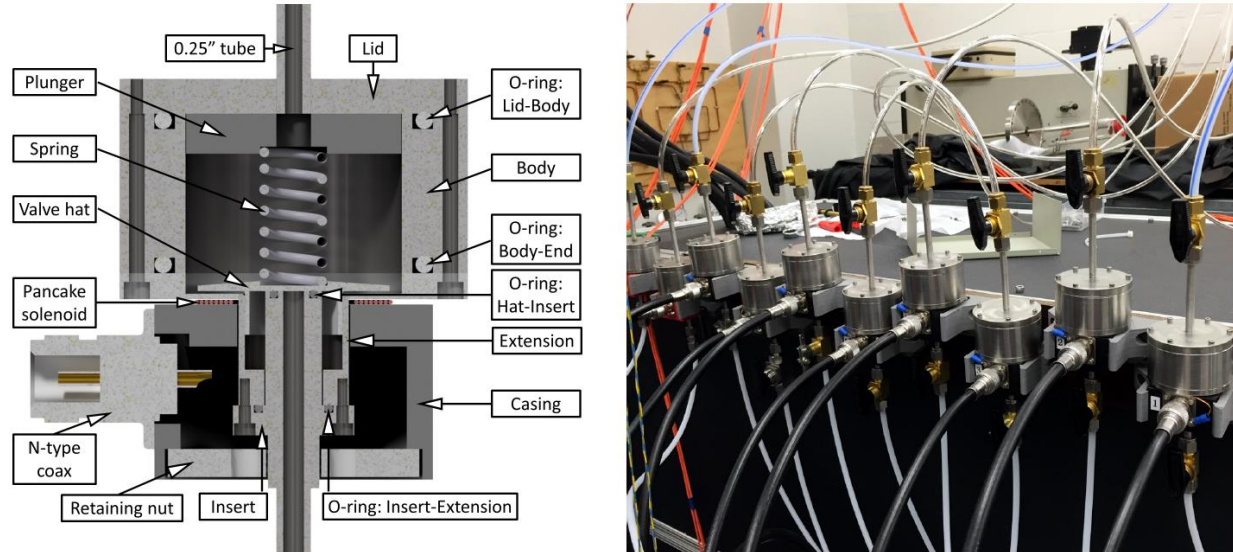 0.25” tube
Lid
Plunger
O-ring:
Lid-Body
Spring
Body
Valve hat
O-ring:
Body-End
Pancake
solenoid
O-ring:
Hat-Insert
Extension
Casing
N-type
coax
Retaining nut
Insert
O-ring: Insert-Extension
2
1